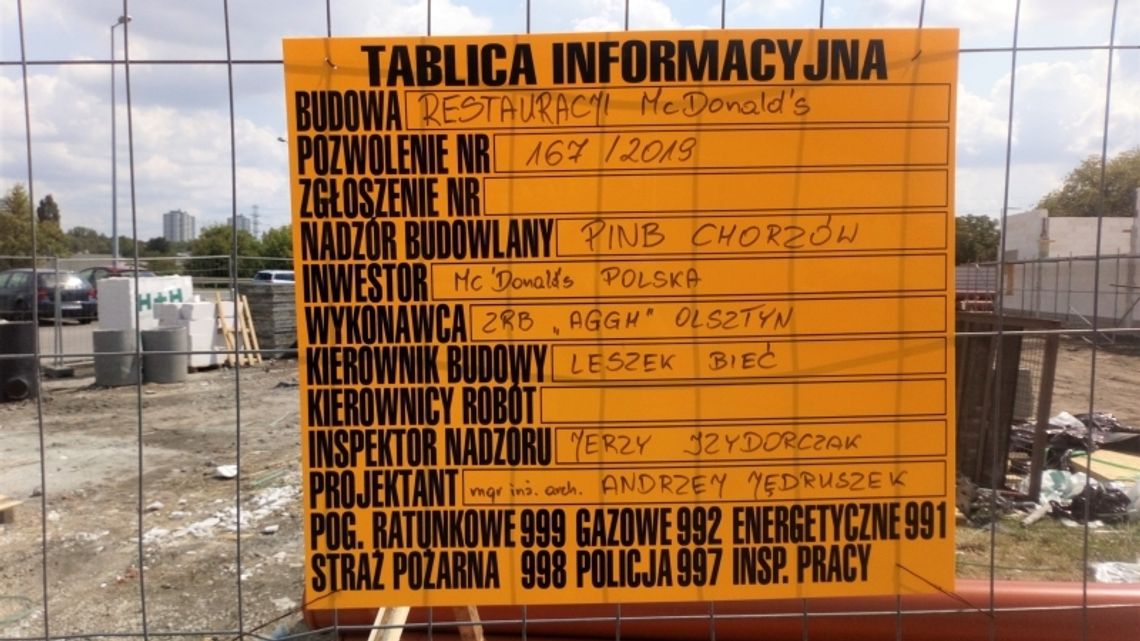 TABLICA INFORMACYJNA
BUDOWA RESTAURACJI McDonald's
POZWOLENIE NR 167/2019
ZGŁOSZENIE NR
NADZÓR BUDOWLANY PINB CHORZÓW
INWESTOR Mc'Donald's POLSKA
WYKONAWCA ZRB „AGGH" OLSZTYN
KIEROWNIK BUDOWY LESZEK BIEĆ
KIEROWNICY ROBÓT
INSPEKTOR NADZORU JERZY IZYDORCZAK
PROJEKTANT mgr inż. arch. ANDRZEJ JĘDRUSZEK
POG. RATUNKOWE 999 GAZOWE 992 ENERGETYCZNE 991
STRAŻ POŻARNA 998 POLICJA 997 INSP. PRACY
H+H